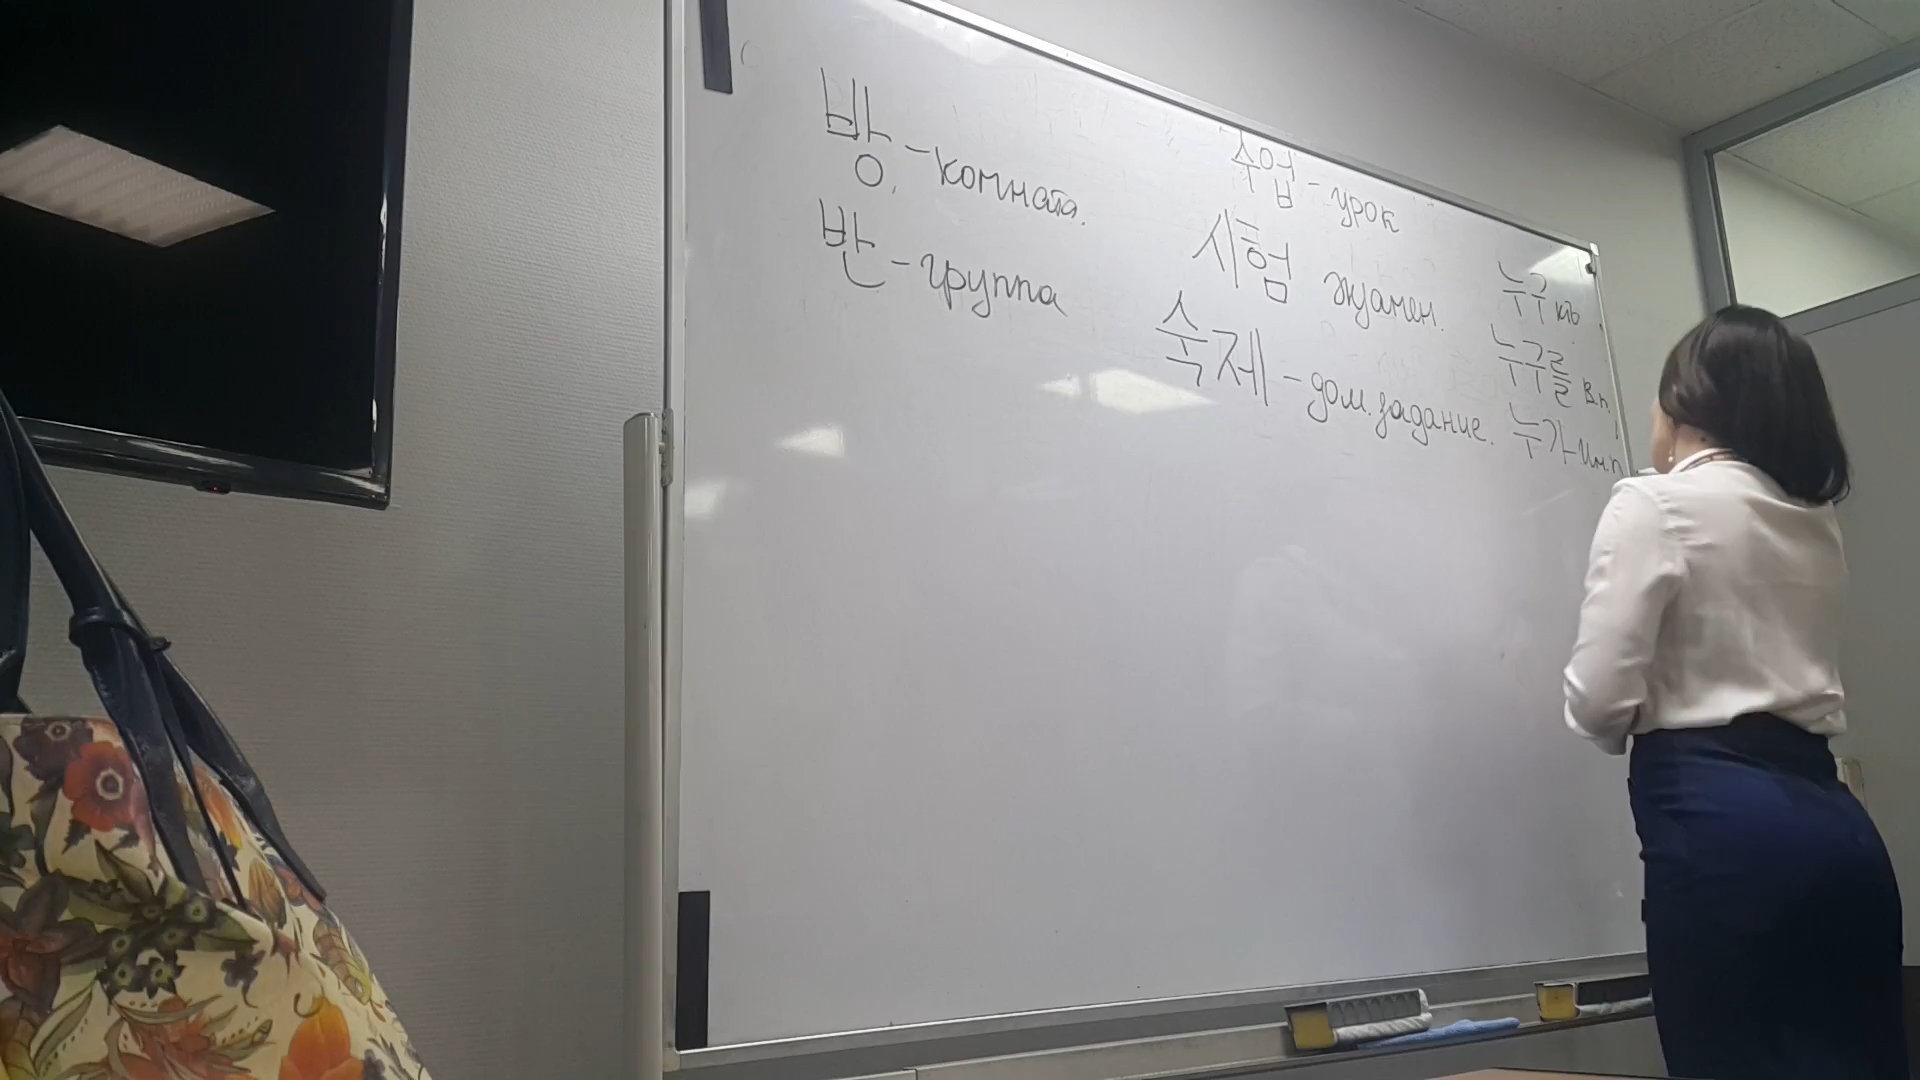 방 - комната.
반 - группа
수업 - урок
시험 экзамен.
숙제 - дом. задание.
누구 кто
누구를 в.п.
누가 им.п